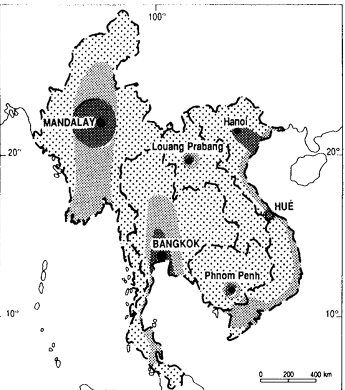 100°
MANDALAY
Hanoi
Louang Prabang
20°
20°
HUÉ
BANGKOK
Phnom Penh
10°
10°
0 200 400 km